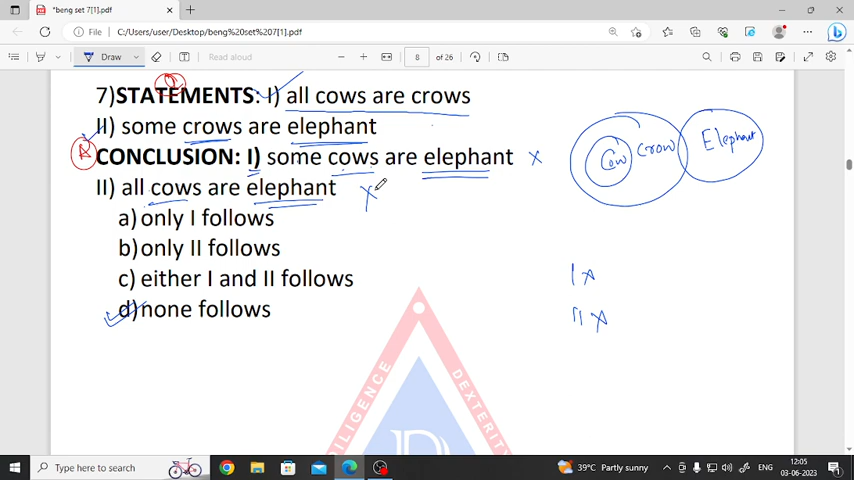 *beng set 7[1].pdf
File
C:/Users/user/Desktop/beng%20set%207[1].pdf
Draw
Read aloud
8
of 26
7)STATEMENTS: I) all cows are crows
II) some crows are elephant
CONCLUSION: I) some cows are elephant x
II) all cows are elephant x
a) only I follows
b) only II follows
c) either I and II follows
d) none follows
Cow
Crow
Elephant
I x
II x
DILIGENCE
DEXTERITY
Type here to search
39°C Partly sunny
ENG
12:05
03-06-2023